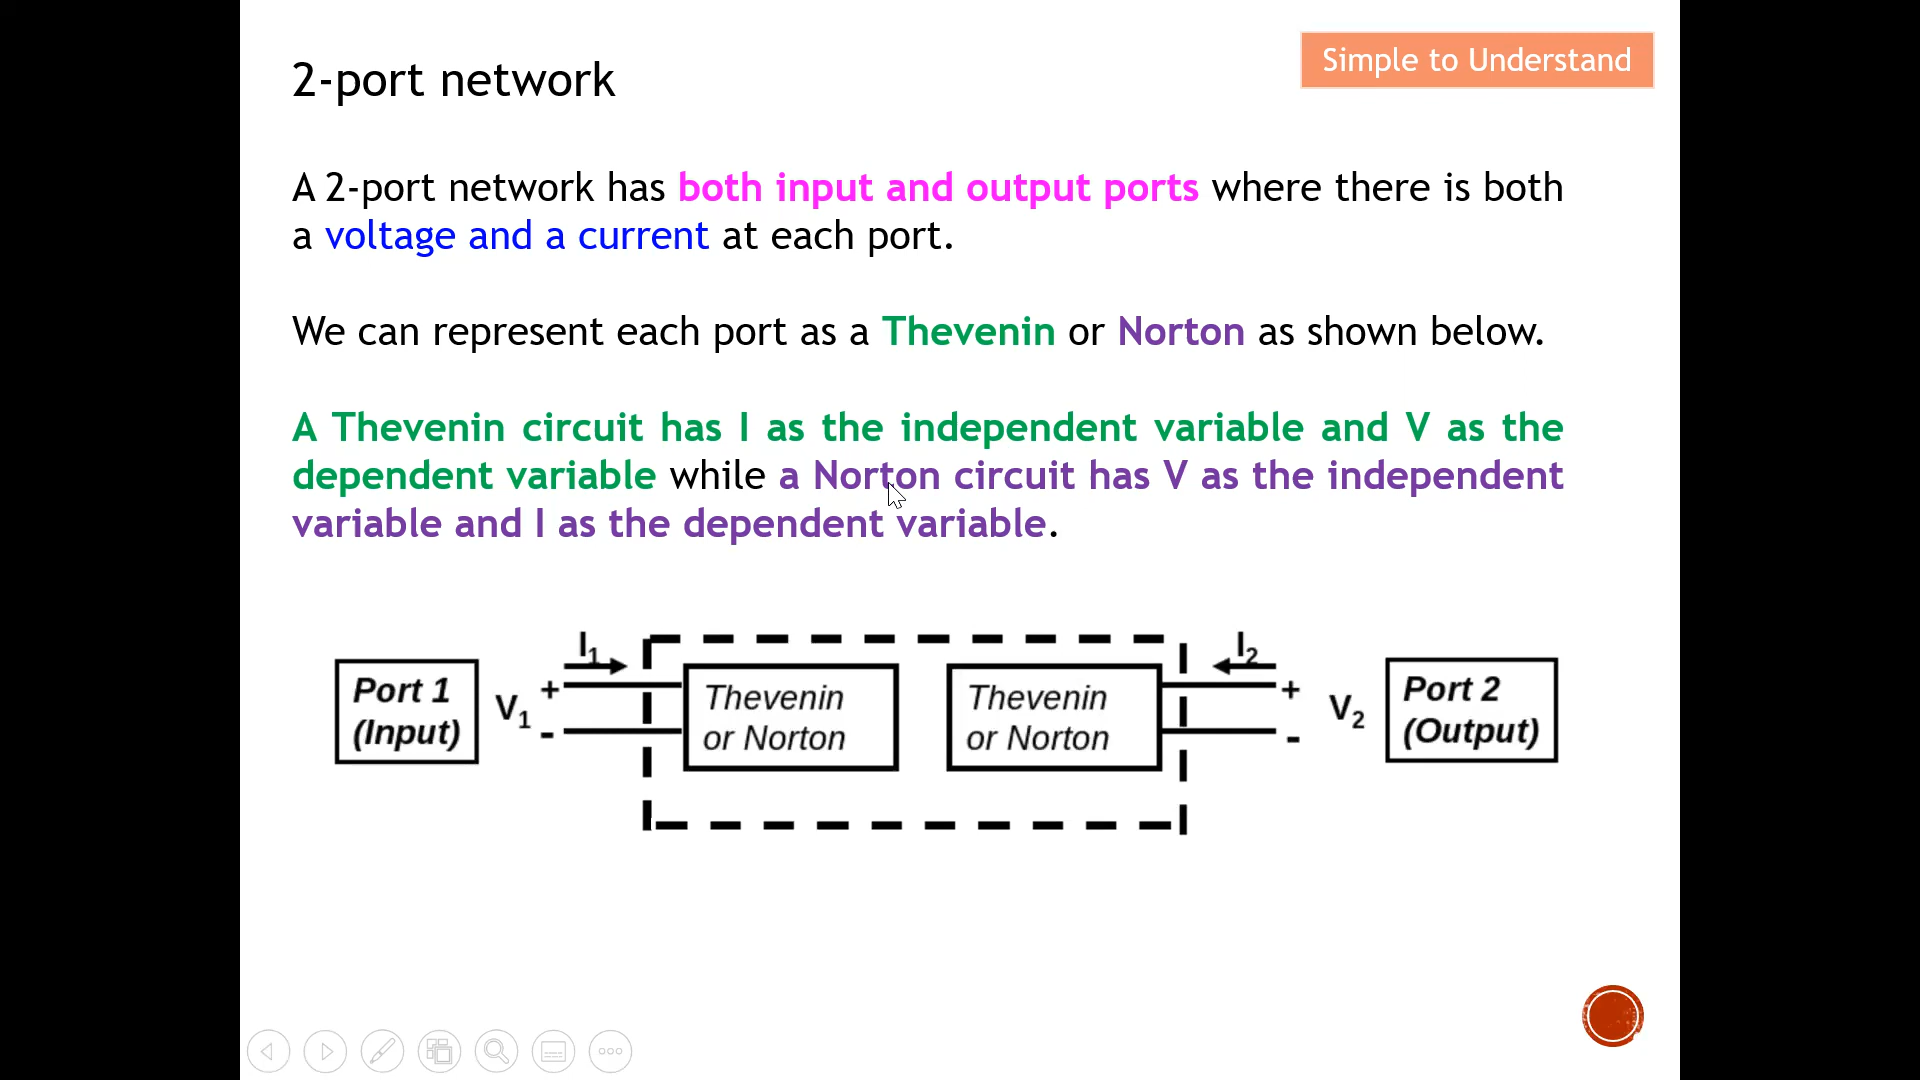 2-port network
Simple to Understand
A 2-port network has both input and output ports where there is both
a voltage and a current at each port.
We can represent each port as a Thevenin or Norton as shown below.
A Thevenin circuit has I as the independent variable and V as the
dependent variable while a Norton circuit has V as the independent
variable and I as the dependent variable.
Port 1
(Input)
V1
+
-
I1
Thevenin
or Norton
Thevenin
or Norton
I2
+
-
V2
Port 2
(Output)